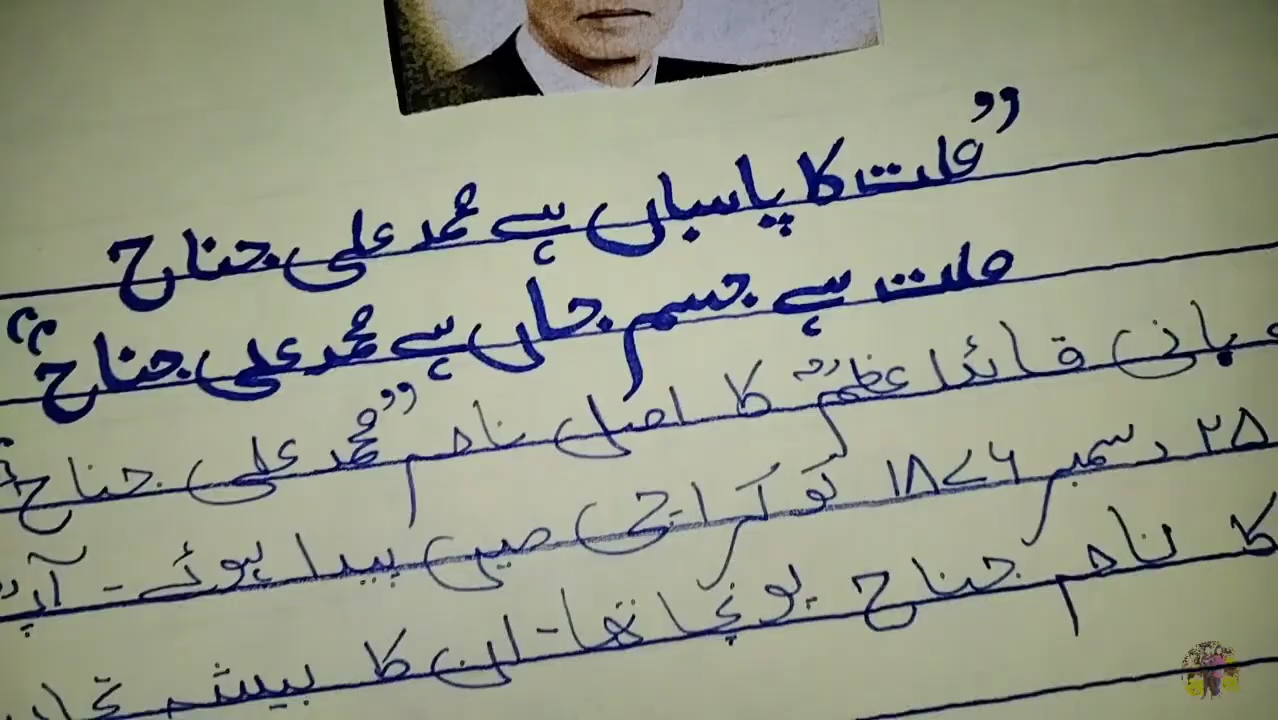 ”ملت کا پاسباں ہے محمد علی جناح
ملت ہے جسم جاں ہے محمد علی جناح“
بانی قائداعظمؒ کا اصل نام ”محمد علی جناح
۲۵ دسمبر ۱۸۷۶ کو کراچی میں پیدا ہوئے۔ آپ
کا نام جناح پونجا تھا۔ ان کا پیشہ